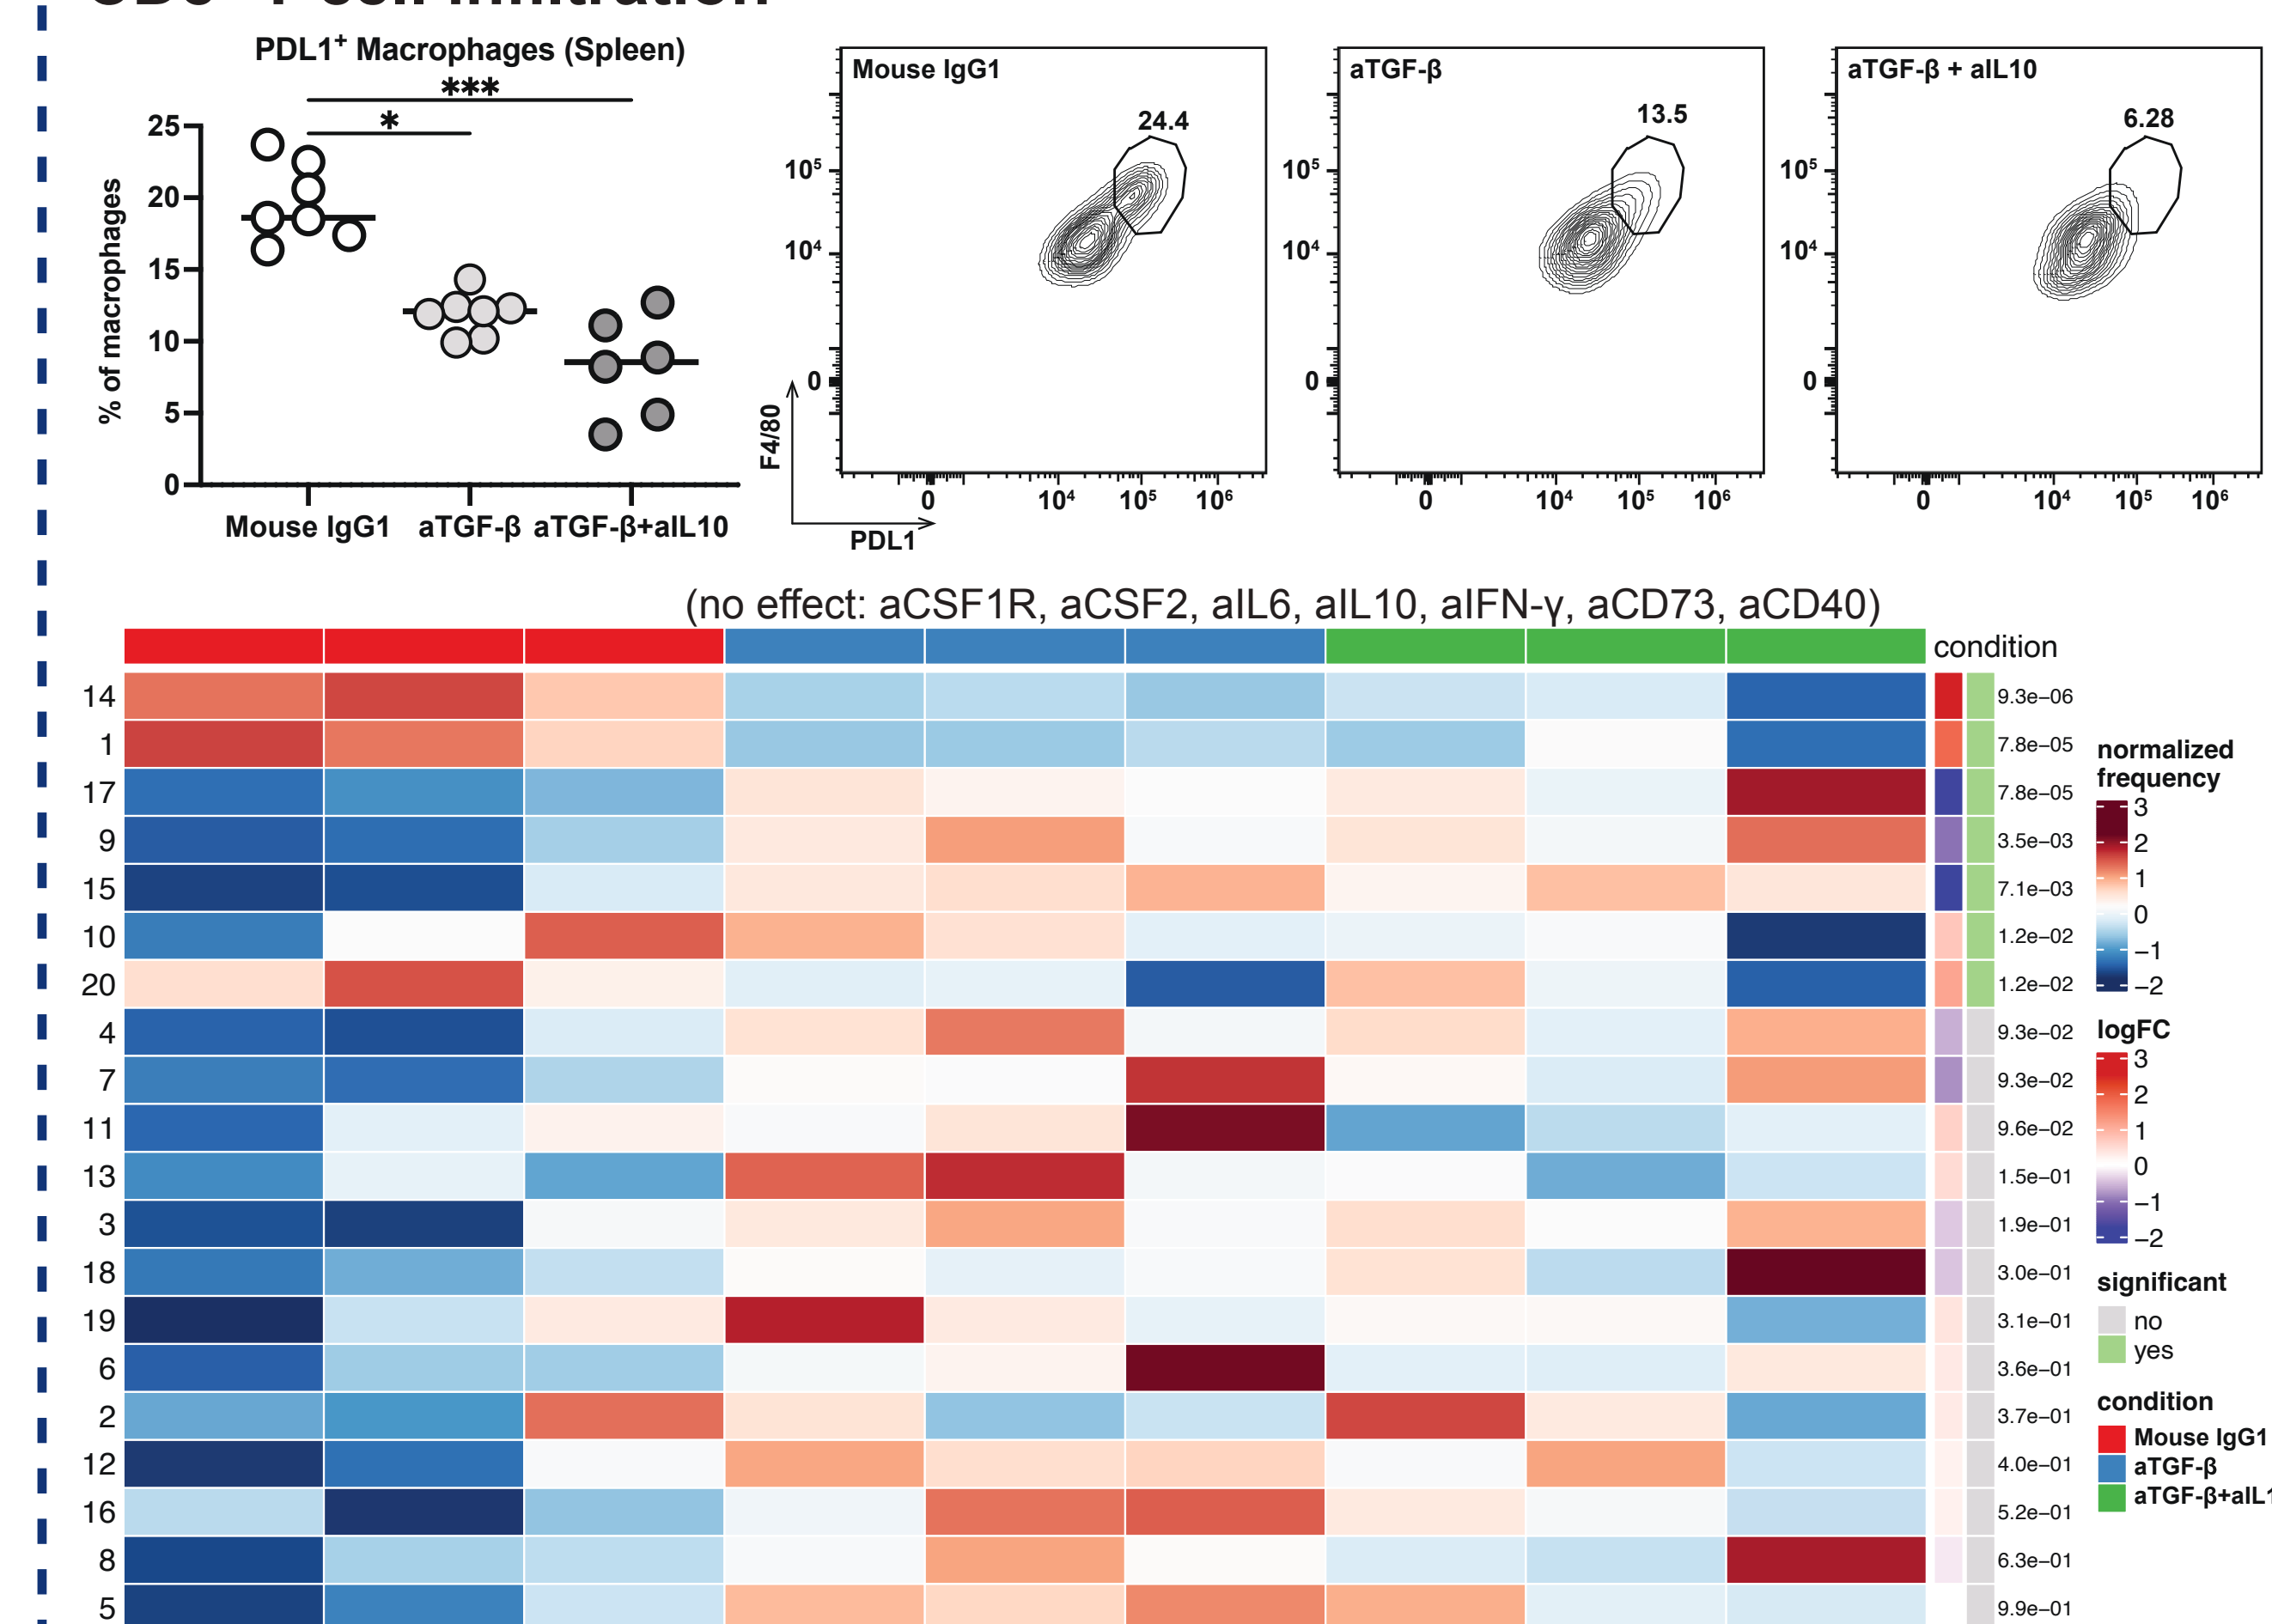 PDL1+ Macrophages (Spleen)
***
*
% of macrophages
25
20
15
10
5
0
Mouse IgG1 aTGF-β aTGF-β+aIL10
Mouse IgG1
24.4
10⁵
10⁴
0
0 10⁴ 10⁵ 10⁶
F4/80
PDL1
aTGF-β
13.5
10⁵
10⁴
0
0 10⁴ 10⁵ 10⁶
aTGF-β + aIL10
6.28
10⁵
10⁴
0
0 10⁴ 10⁵ 10⁶
(no effect: aCSF1R, aCSF2, aIL6, aIL10, aIFN-γ, aCD73, aCD40)
condition
14 9.3e−06
1 7.8e−05
17 7.8e−05
9 3.5e−03
15 7.1e−03
10 1.2e−02
20 1.2e−02
4 9.3e−02
7 9.3e−02
11 9.6e−02
13 1.5e−01
3 1.9e−01
18 3.0e−01
19 3.1e−01
6 3.6e−01
2 3.7e−01
12 4.0e−01
16 5.2e−01
8 6.3e−01
5 9.9e−01
normalized
frequency
3
2
1
0
−1
−2
logFC
3
2
1
0
−1
−2
significant
no
yes
condition
Mouse IgG1
aTGF-β
aTGF-β+aIL1